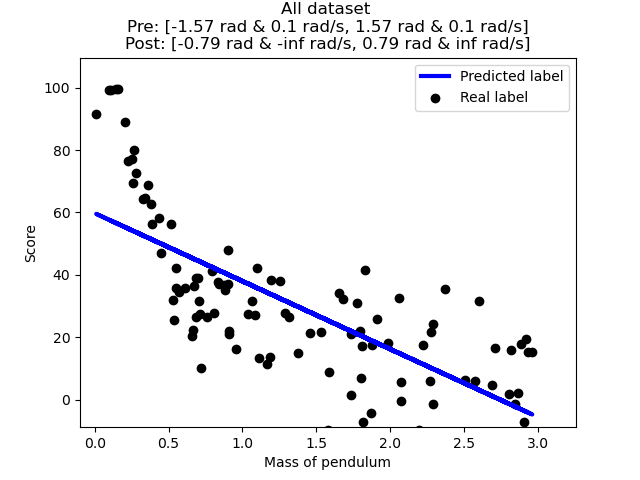 All dataset
Pre: [-1.57 rad & 0.1 rad/s, 1.57 rad & 0.1 rad/s]
Post: [-0.79 rad & -inf rad/s, 0.79 rad & inf rad/s]
Predicted label
Real label
100
80
60
40
20
0
Score
0.0 0.5 1.0 1.5 2.0 2.5 3.0
Mass of pendulum